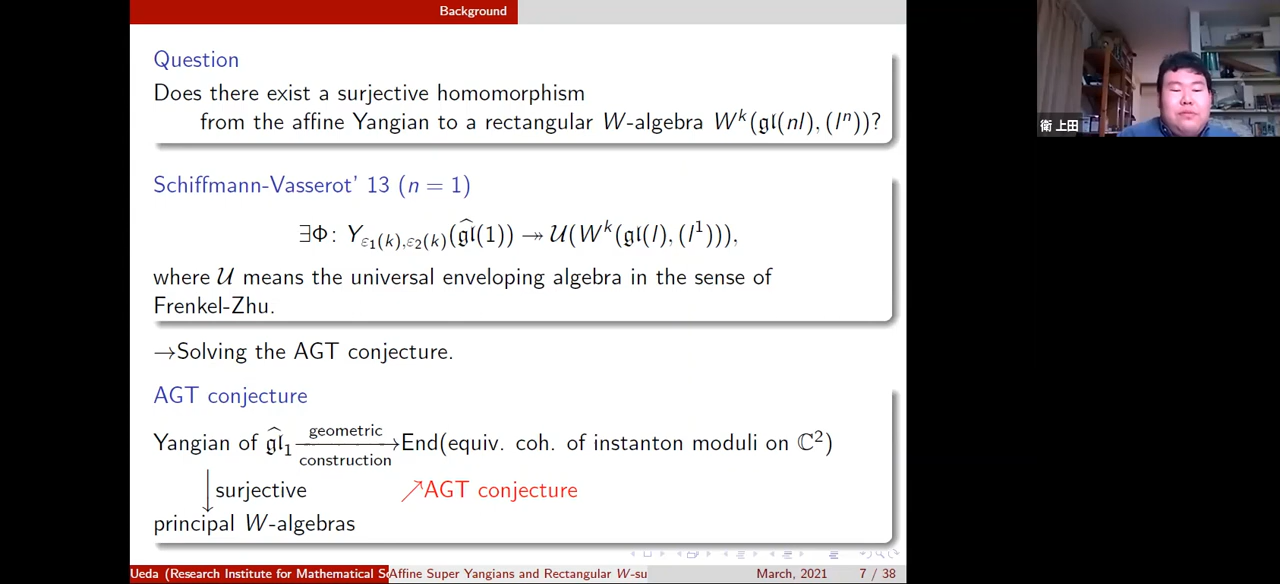 Background
Question
Does there exist a surjective homomorphism
from the affine Yangian to a rectangular W-algebra W^k(𝔤𝔩(nl), (l^n))?
Schiffmann-Vasserot' 13 (n = 1)
∃Φ: Y_{ε₁(k),ε₂(k)}(\widehat{𝔤𝔩}(1)) ↠ 𝒰(W^k(𝔤𝔩(l), (l^1))),
where 𝒰 means the universal enveloping algebra in the sense of
Frenkel-Zhu.
→Solving the AGT conjecture.
AGT conjecture
geometric
Yangian of \widehat{𝔤𝔩}₁ → End(equiv. coh. of instanton moduli on ℂ²)
construction
↓ surjective ↗AGT conjecture
principal W-algebras
Ueda (Research Institute for Mathematical Sc Affine Super Yangians and Rectangular W-su March, 2021 7 / 38
衛 上田